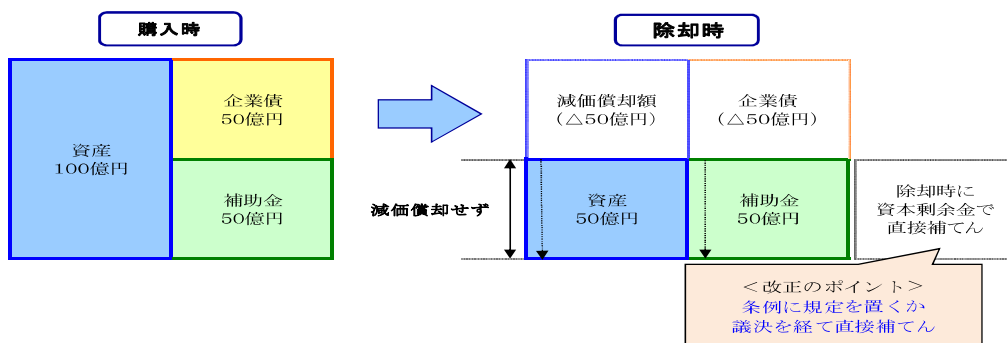 購入時
除却時
資産
100億円
企業債
50億円
補助金
50億円
減価償却額
(△50億円)
企業債
(△50億円)
減価償却せず
資産
50億円
補助金
50億円
除却時に
資本剰余金で
直接補てん
＜改正のポイント＞
条例に規定を置くか
議決を経て直接補てん